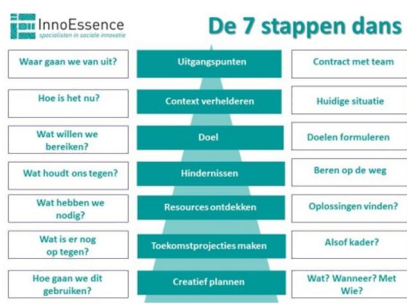 InnoEssence
specialisten in sociale innovatie
De 7 stappen dans
Waar gaan we van uit?
Uitgangspunten
Contract met team
Hoe is het nu?
Context verhelderen
Huidige situatie
Wat willen we
bereiken?
Doel
Doelen formuleren
Wat houdt ons tegen?
Hindernissen
Beren op de weg
Wat hebben we
nodig?
Resources ontdekken
Oplossingen vinden?
Wat is er nog
op tegen?
Toekomstprojecties maken
Alsof kader?
Hoe gaan we dit
gebruiken?
Creatief plannen
Wat? Wanneer? Met
Wie?